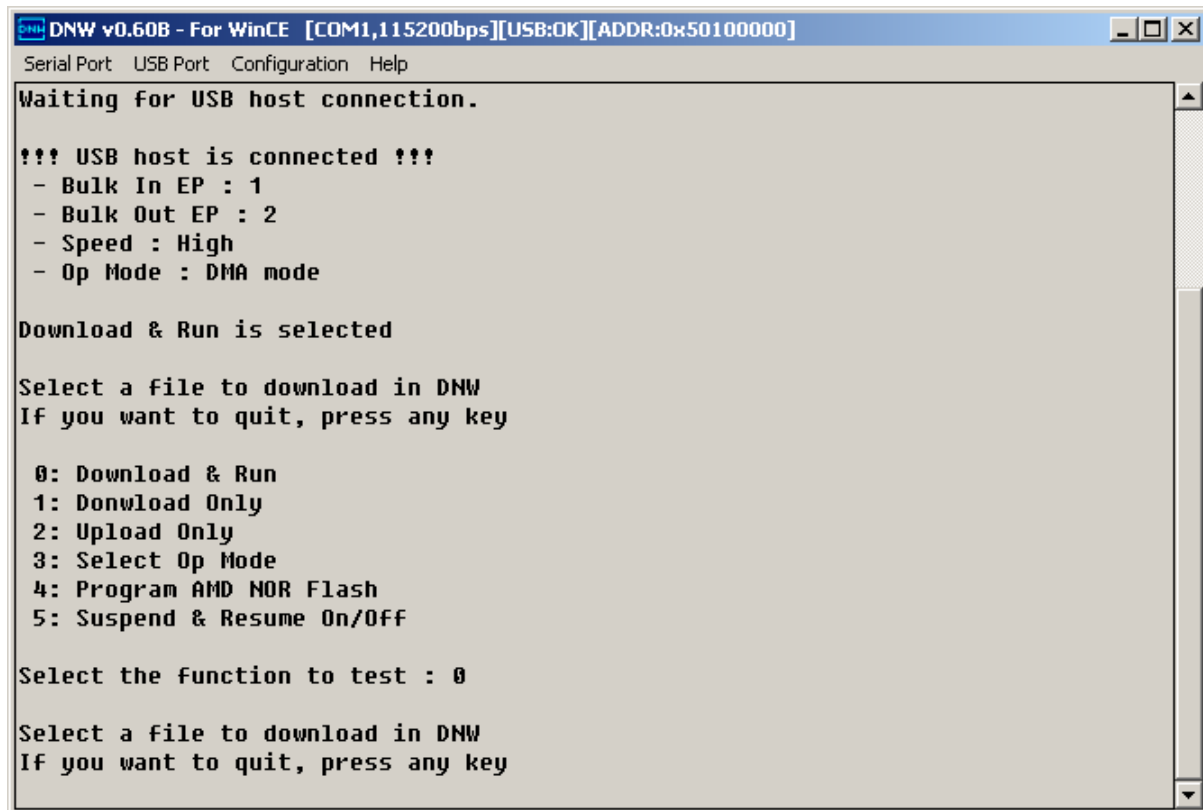 DNW DNW v0.60B - For WinCE [COM1,115200bps][USB:OK][ADDR:0x50100000]
Serial Port USB Port Configuration Help
Waiting for USB host connection.
!!! USB host is connected !!!
- Bulk In EP : 1
- Bulk Out EP : 2
- Speed : High
- Op Mode : DMA mode
Download & Run is selected
Select a file to download in DNW
If you want to quit, press any key
0: Download & Run
1: Donwload Only
2: Upload Only
3: Select Op Mode
4: Program AMD NOR Flash
5: Suspend & Resume On/Off
Select the function to test : 0
Select a file to download in DNW
If you want to quit, press any key